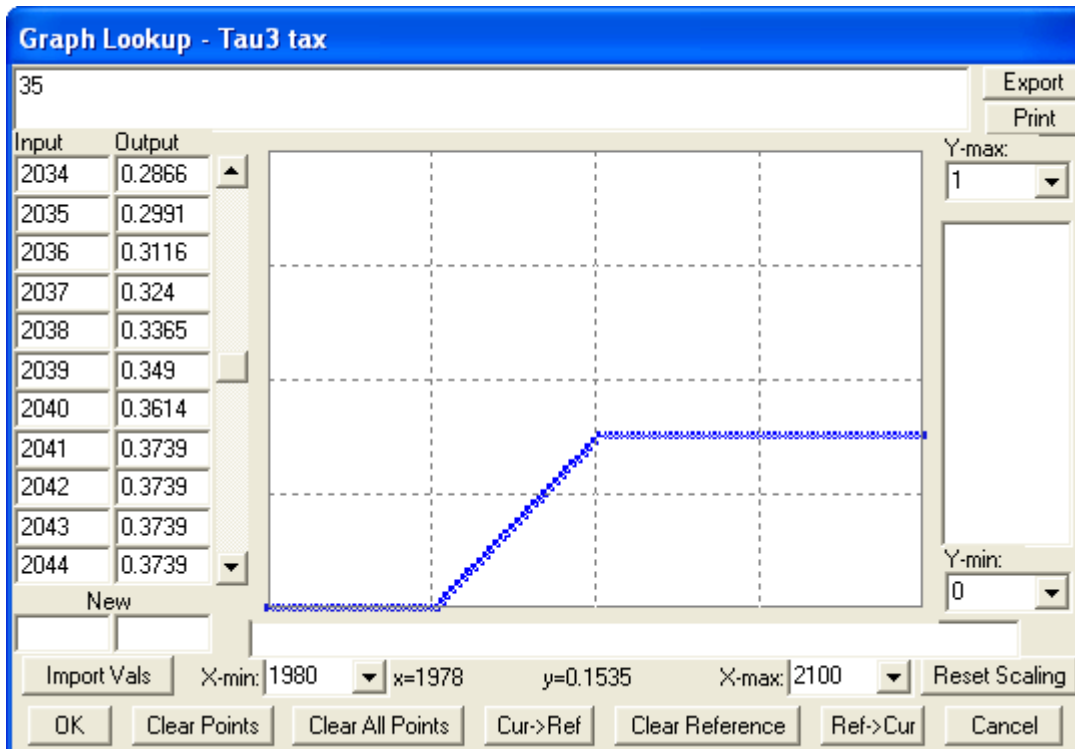 Graph Lookup - Tau3 tax
35
Export
Print
Input Output
Y-max:
2034 0.2866
1
2035 0.2991
2036 0.3116
2037 0.324
2038 0.3365
2039 0.349
2040 0.3614
2041 0.3739
2042 0.3739
2043 0.3739
2044 0.3739
Y-min:
0
New
Import Vals X-min: 1980 x=1978 y=0.1535 X-max: 2100 Reset Scaling
OK Clear Points Clear All Points Cur->Ref Clear Reference Ref->Cur Cancel